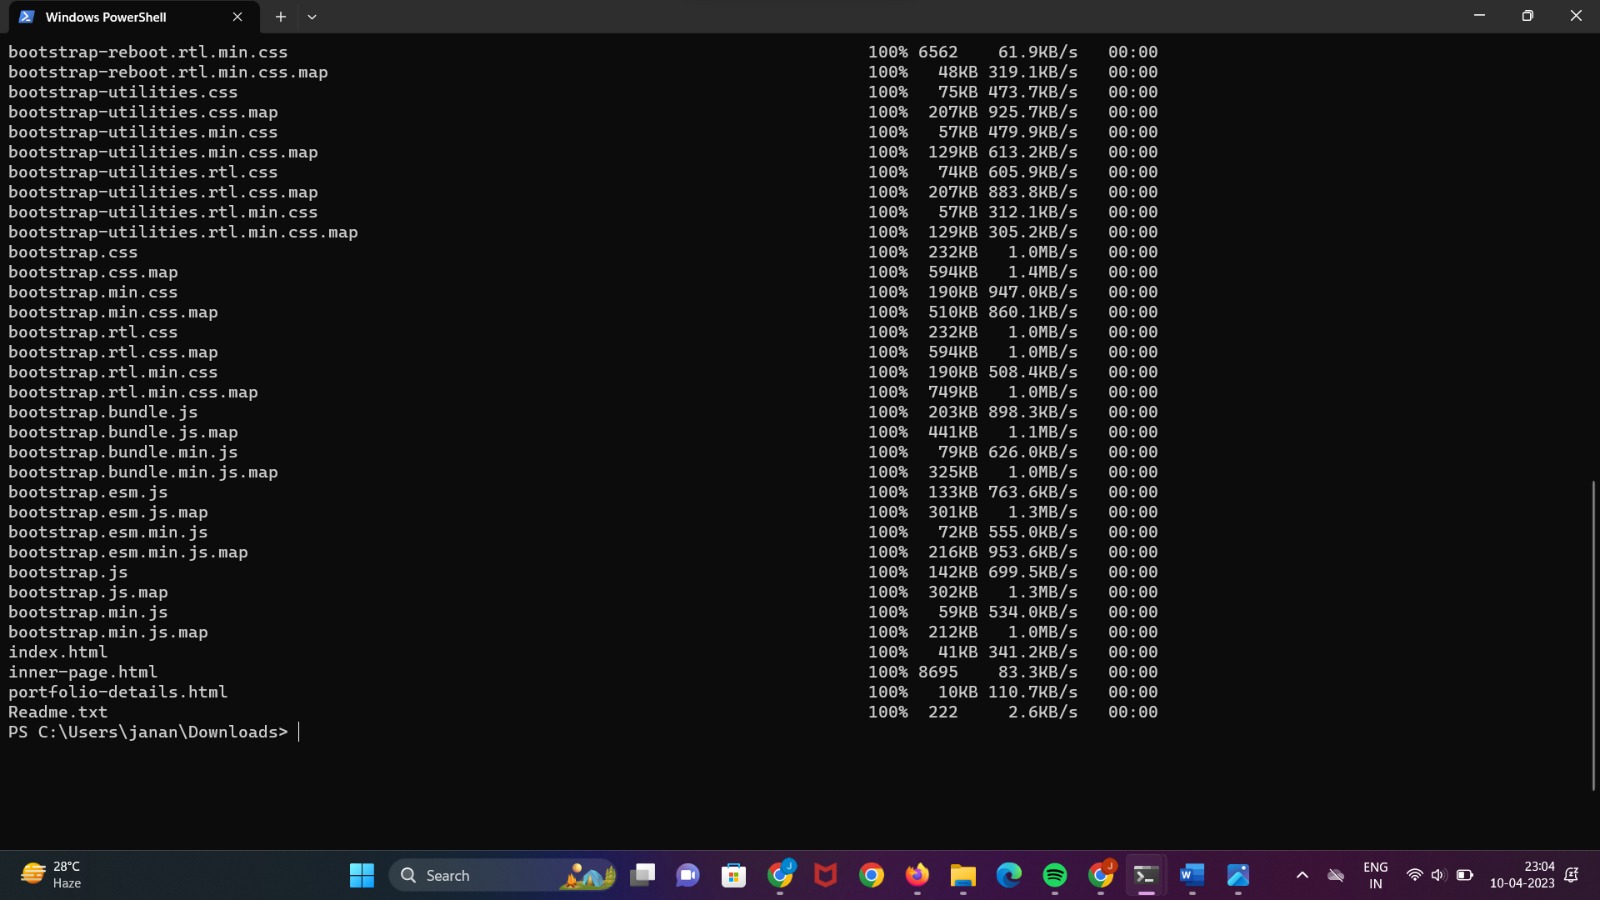 Windows PowerShell
bootstrap-reboot.rtl.min.css 100% 6562 61.9KB/s 00:00
bootstrap-reboot.rtl.min.css.map 100% 48KB 319.1KB/s 00:00
bootstrap-utilities.css 100% 75KB 473.7KB/s 00:00
bootstrap-utilities.css.map 100% 207KB 925.7KB/s 00:00
bootstrap-utilities.min.css 100% 57KB 479.9KB/s 00:00
bootstrap-utilities.min.css.map 100% 129KB 613.2KB/s 00:00
bootstrap-utilities.rtl.css 100% 74KB 605.9KB/s 00:00
bootstrap-utilities.rtl.css.map 100% 207KB 883.8KB/s 00:00
bootstrap-utilities.rtl.min.css 100% 57KB 312.1KB/s 00:00
bootstrap-utilities.rtl.min.css.map 100% 129KB 305.2KB/s 00:00
bootstrap.css 100% 232KB 1.0MB/s 00:00
bootstrap.css.map 100% 594KB 1.4MB/s 00:00
bootstrap.min.css 100% 190KB 947.0KB/s 00:00
bootstrap.min.css.map 100% 510KB 860.1KB/s 00:00
bootstrap.rtl.css 100% 232KB 1.0MB/s 00:00
bootstrap.rtl.css.map 100% 594KB 1.0MB/s 00:00
bootstrap.rtl.min.css 100% 190KB 508.4KB/s 00:00
bootstrap.rtl.min.css.map 100% 749KB 1.0MB/s 00:00
bootstrap.bundle.js 100% 203KB 898.3KB/s 00:00
bootstrap.bundle.js.map 100% 441KB 1.1MB/s 00:00
bootstrap.bundle.min.js 100% 79KB 626.0KB/s 00:00
bootstrap.bundle.min.js.map 100% 325KB 1.0MB/s 00:00
bootstrap.esm.js 100% 133KB 763.6KB/s 00:00
bootstrap.esm.js.map 100% 301KB 1.3MB/s 00:00
bootstrap.esm.min.js 100% 72KB 555.0KB/s 00:00
bootstrap.esm.min.js.map 100% 216KB 953.6KB/s 00:00
bootstrap.js 100% 142KB 699.5KB/s 00:00
bootstrap.js.map 100% 302KB 1.3MB/s 00:00
bootstrap.min.js 100% 59KB 534.0KB/s 00:00
bootstrap.min.js.map 100% 212KB 1.0MB/s 00:00
index.html 100% 41KB 341.2KB/s 00:00
inner-page.html 100% 8695 83.3KB/s 00:00
portfolio-details.html 100% 10KB 110.7KB/s 00:00
Readme.txt 100% 222 2.6KB/s 00:00
PS C:\Users\janan\Downloads>
28°C
Haze
Search
ENG
IN
23:04
10-04-2023